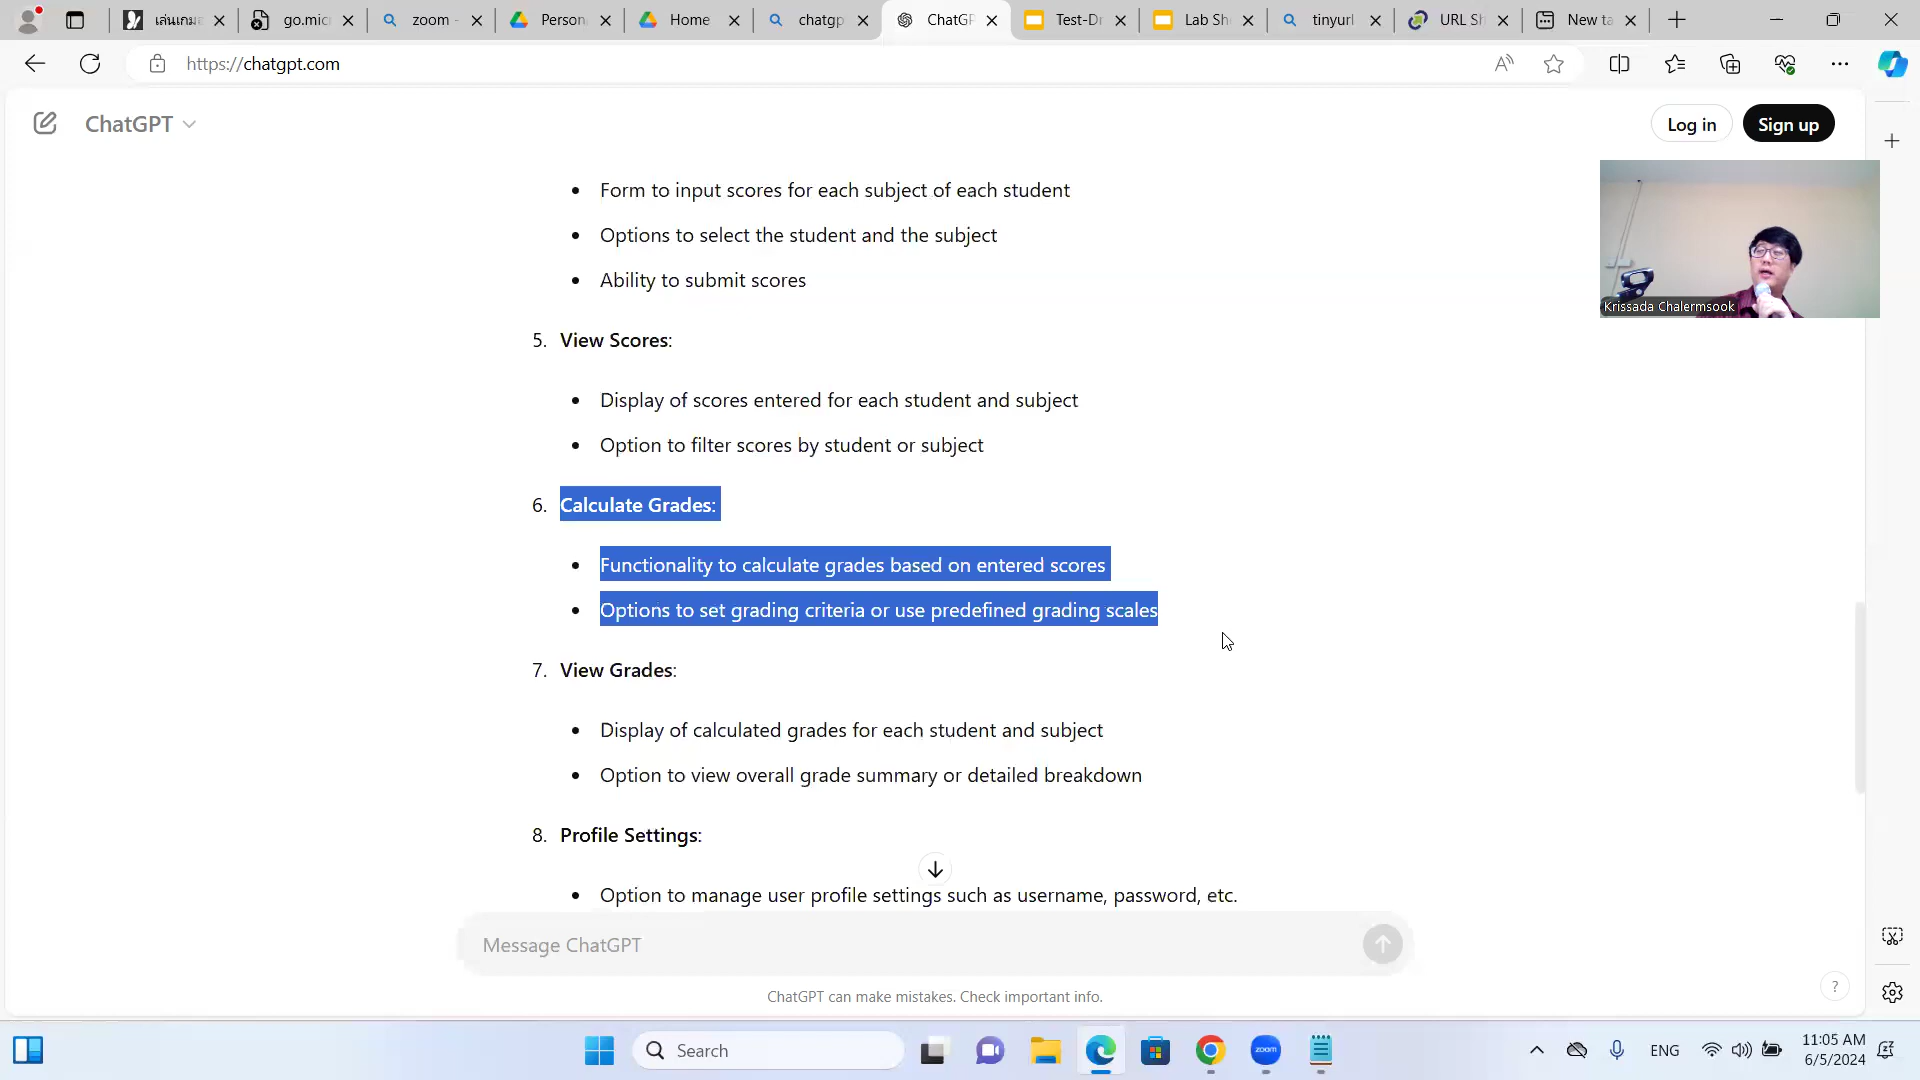 เล่นเกมส
go.mic
zoom -
Person
Home
chatgp
ChatGP
Test-Dr
Lab She
tinyurl
URL Sh
New ta
https://chatgpt.com
ChatGPT
Log in
Sign up
Form to input scores for each subject of each student
Options to select the student and the subject
Ability to submit scores
Krissada Chalermsook
5. View Scores:
Display of scores entered for each student and subject
Option to filter scores by student or subject
6. Calculate Grades:
Functionality to calculate grades based on entered scores
Options to set grading criteria or use predefined grading scales
7. View Grades:
Display of calculated grades for each student and subject
Option to view overall grade summary or detailed breakdown
8. Profile Settings:
Option to manage user profile settings such as username, password, etc.
Message ChatGPT
ChatGPT can make mistakes. Check important info.
?
Search
zoom
ENG
11:05 AM
6/5/2024